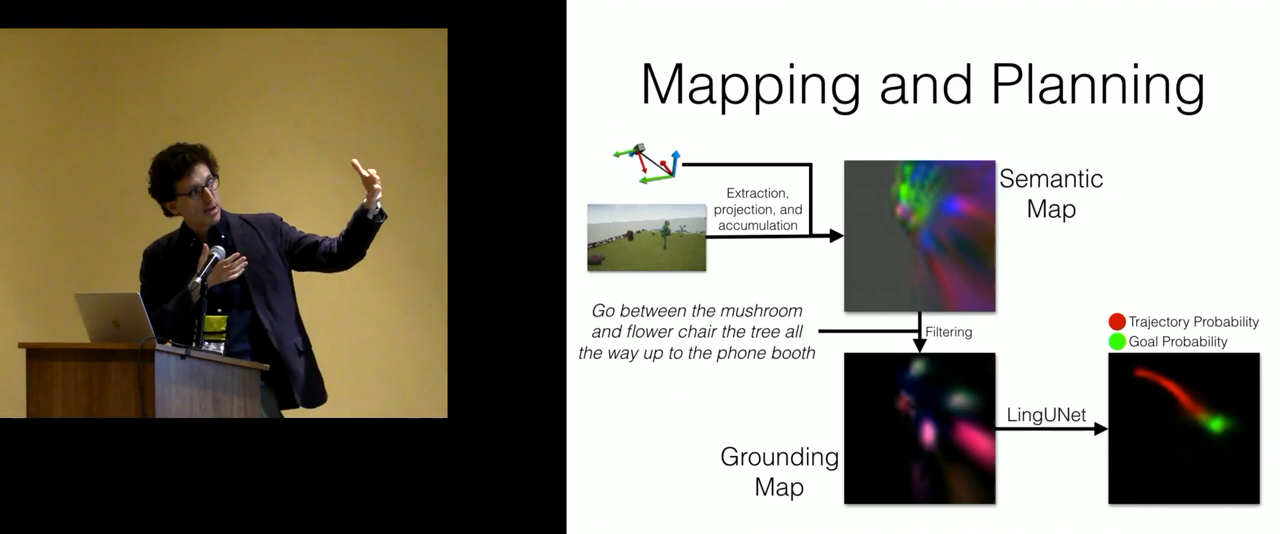 Mapping and Planning
Extraction,
projection, and
accumulation
Semantic
Map
Go between the mushroom
and flower chair the tree all
the way up to the phone booth
Filtering
Trajectory Probability
Goal Probability
LingUNet
Grounding
Map